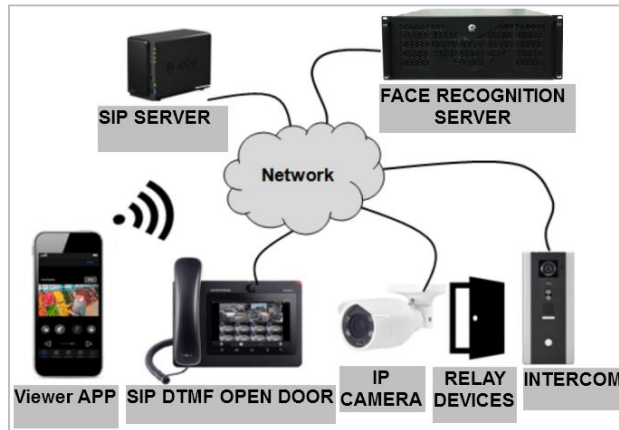 SIP SERVER
FACE RECOGNITION
SERVER
Network
Viewer APP
SIP DTMF OPEN DOOR
IP
CAMERA
RELAY
DEVICES
INTERCOM